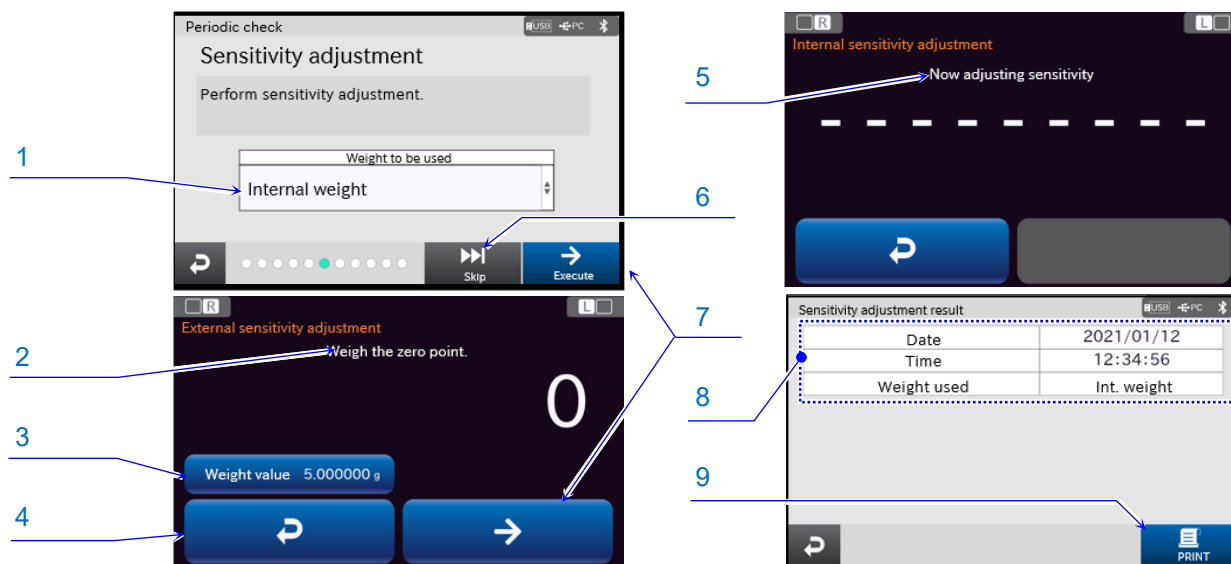 Periodic check
USB PC
Sensitivity adjustment
Perform sensitivity adjustment.
Weight to be used
Internal weight
Skip
Execute
1
R
L
External sensitivity adjustment
Weigh the zero point.
0
Weight value 5.000000 g
2
3
4
R
L
Internal sensitivity adjustment
Now adjusting sensitivity
5
6
7
Sensitivity adjustment result
USB PC
Date 2021/01/12
Time 12:34:56
Weight used Int. weight
PRINT
8
9